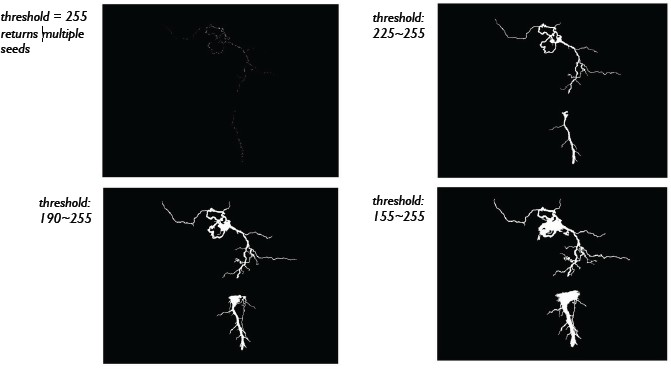 threshold = 255
returns multiple
seeds
threshold:
225~255
threshold:
190~255
threshold:
155~255